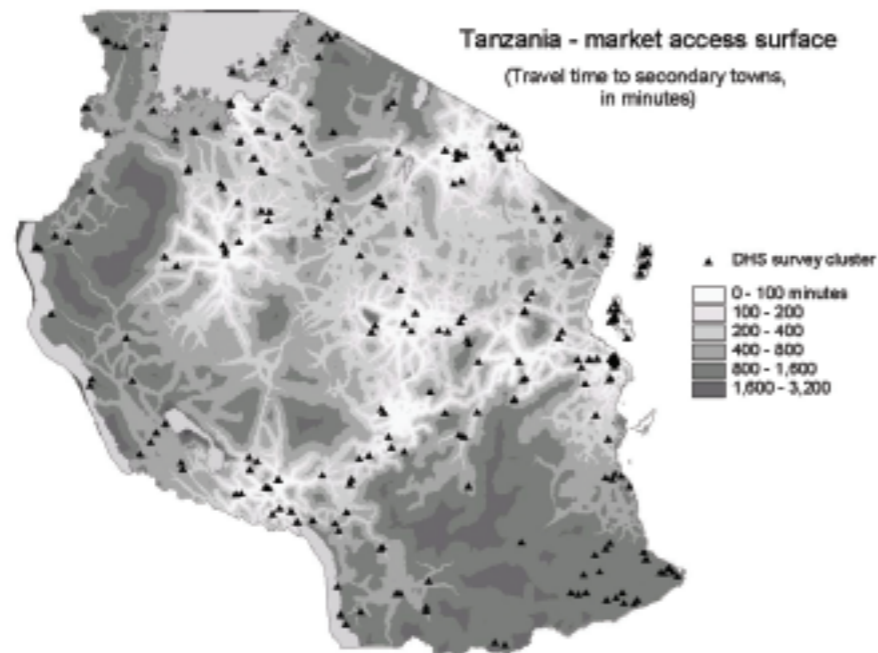 Tanzania - market access surface
(Travel time to secondary towns,
in minutes)
DHS survey cluster
0 - 100 minutes
100 - 200
200 - 400
400 - 800
800 - 1,600
1,600 - 3,200